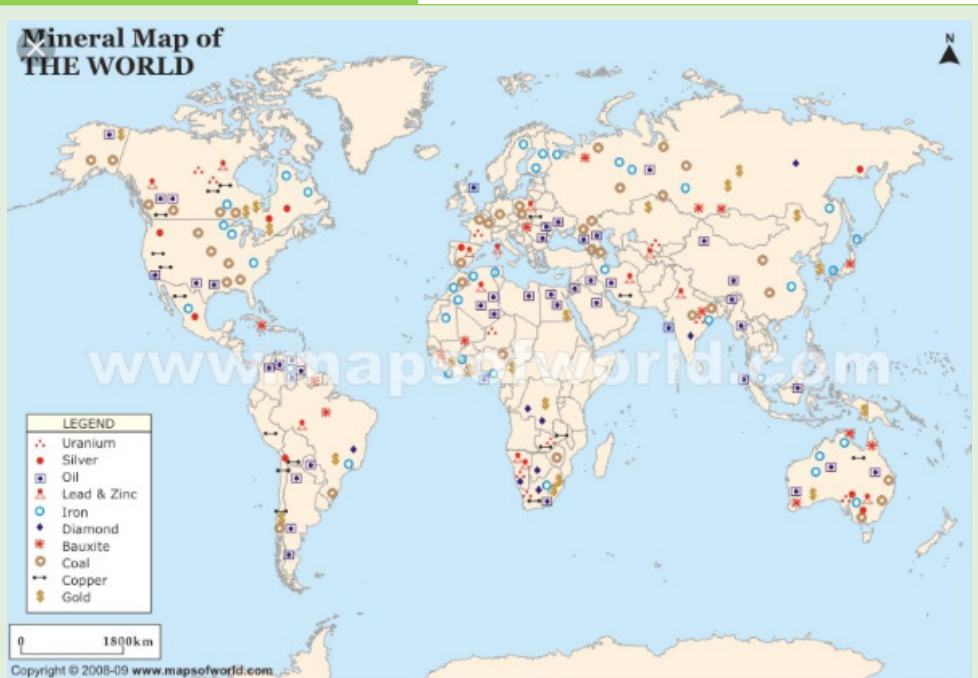 Mineral Map of
THE WORLD
N
www.mapsofworld.com
LEGEND
Uranium
Silver
Oil
Lead & Zinc
Iron
Diamond
Bauxite
Coal
Copper
Gold
0 1800km
Copyright © 2008-09 www.mapsofworld.com